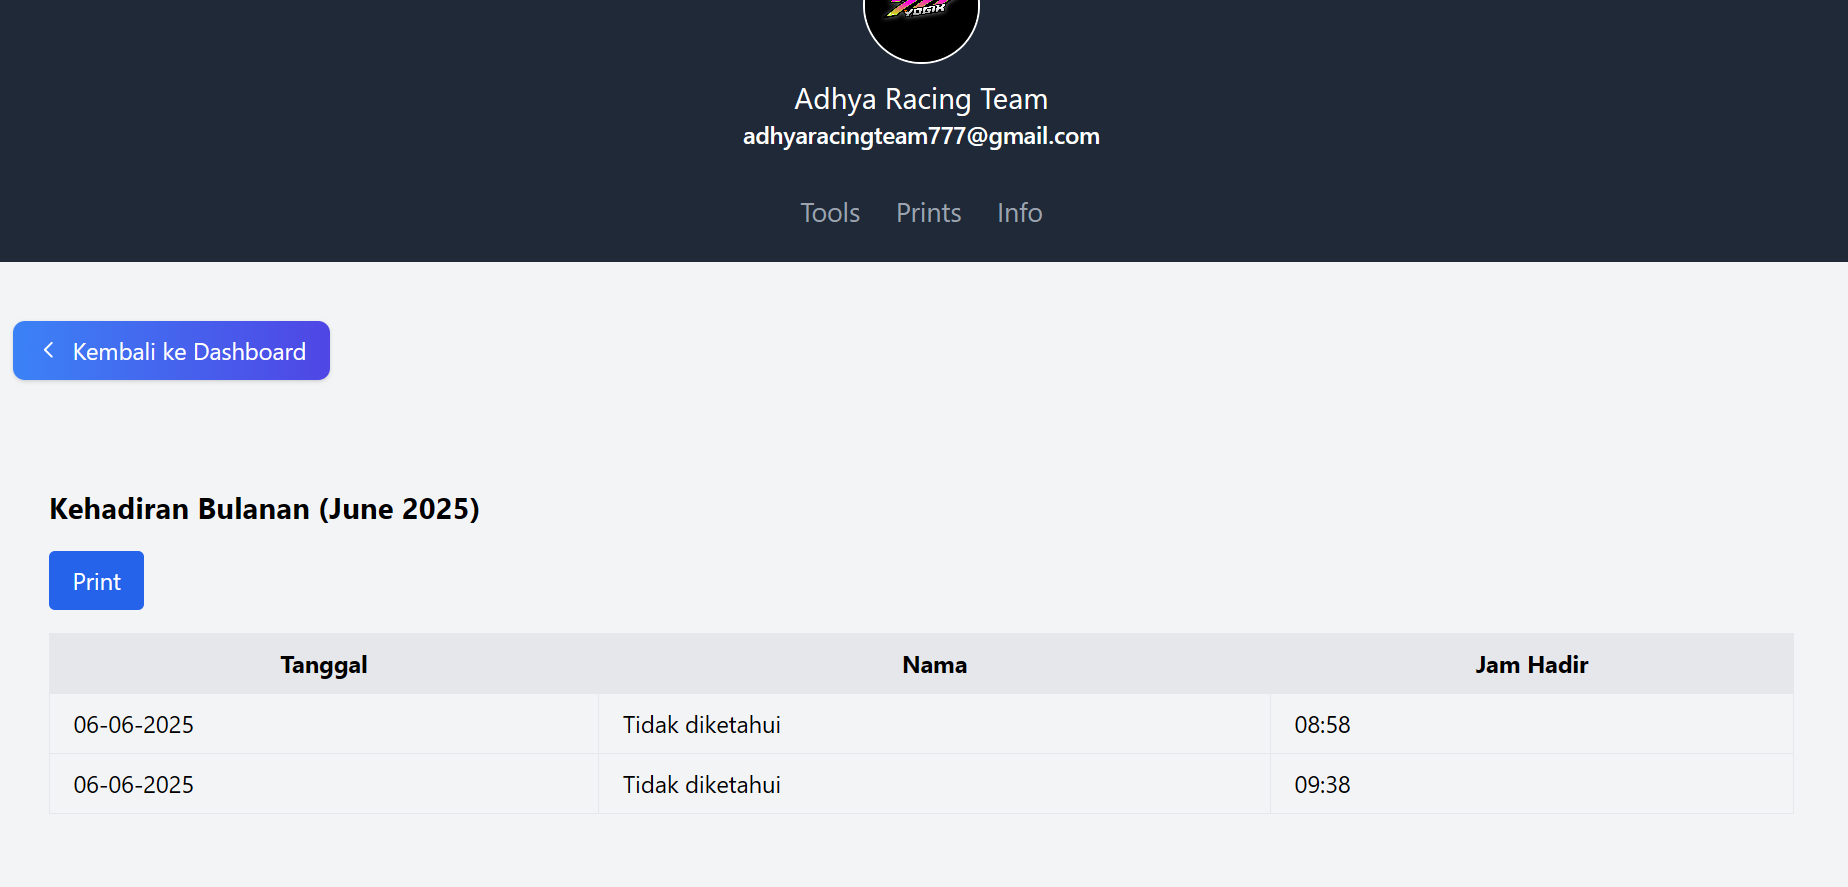 YOGIX
Adhya Racing Team
adhyaracingteam777@gmail.com
Tools Prints Info
Kembali ke Dashboard
Kehadiran Bulanan (June 2025)
Print
Tanggal Nama Jam Hadir
06-06-2025 Tidak diketahui 08:58
06-06-2025 Tidak diketahui 09:38